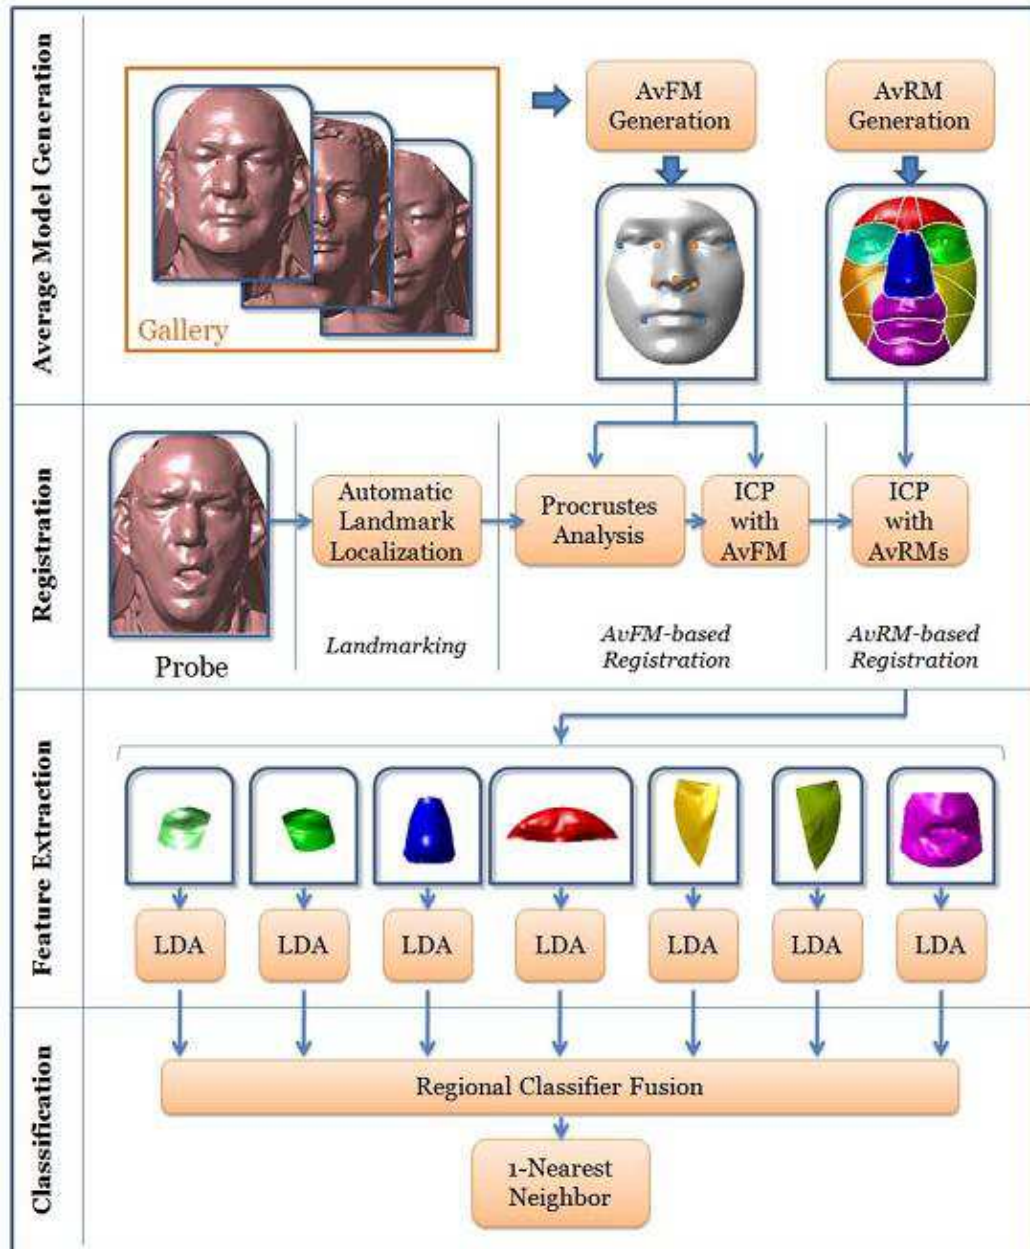 Average Model Generation
Gallery
AvFM
Generation
AvRM
Generation
Registration
Probe
Automatic
Landmark
Localization
Procrustes
Analysis
ICP
with
AvFM
ICP
with
AvRMs
Landmarking
AvFM-based
Registration
AvRM-based
Registration
Feature Extraction
LDA
LDA
LDA
LDA
LDA
LDA
LDA
Classification
Regional Classifier Fusion
1-Nearest
Neighbor